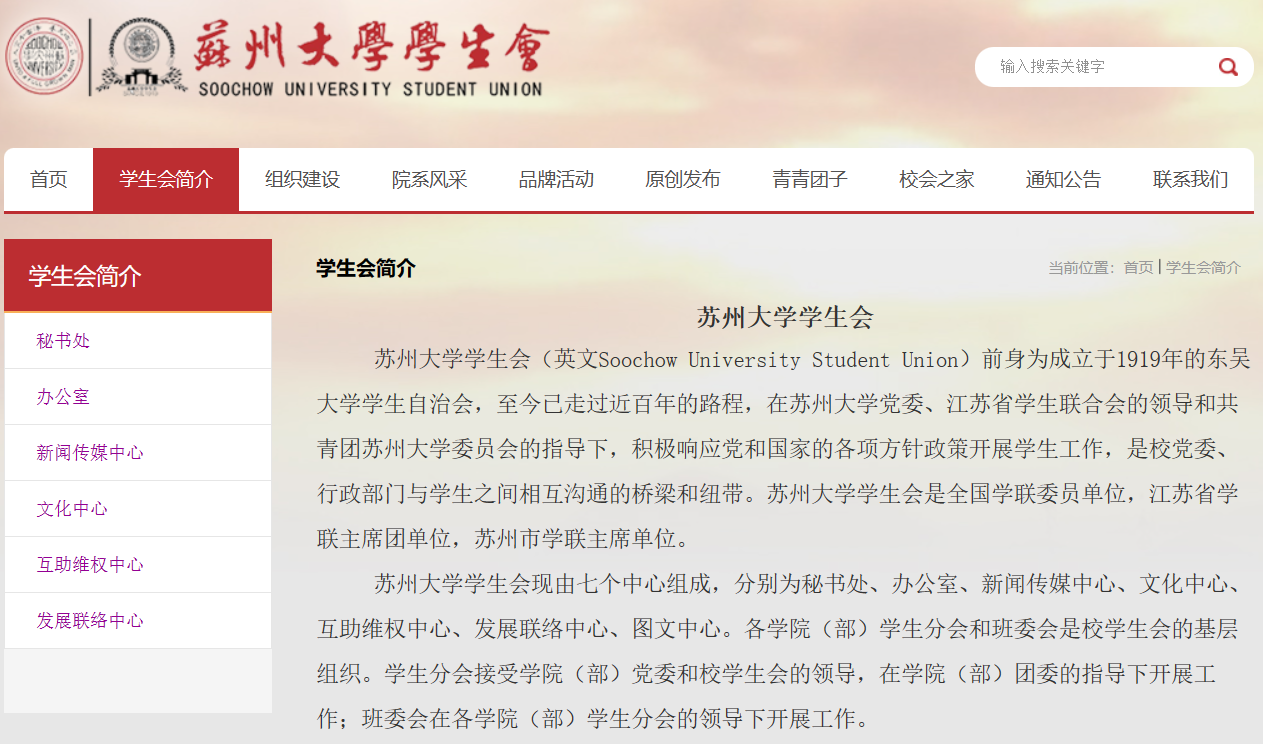 蘇州大學學生會
SOOCHOW UNIVERSITY STUDENT UNION
输入搜索关键字
首页 学生会简介 组织建设 院系风采 品牌活动 原创发布 青青团子 校会之家 通知公告 联系我们
学生会简介
秘书处
办公室
新闻传媒中心
文化中心
互助维权中心
发展联络中心
学生会简介
当前位置：首页 | 学生会简介
苏州大学学生会
苏州大学学生会（英文Soochow University Student Union）前身为成立于1919年的东吴
大学学生自治会，至今已走过近百年的路程，在苏州大学党委、江苏省学生联合会的领导和共
青团苏州大学委员会的指导下，积极响应党和国家的各项方针政策开展学生工作，是校党委、
行政部门与学生之间相互沟通的桥梁和纽带。苏州大学学生会是全国学联委员单位，江苏省学
联主席团单位，苏州市学联主席单位。
苏州大学学生会现由七个中心组成，分别为秘书处、办公室、新闻传媒中心、文化中心、
互助维权中心、发展联络中心、图文中心。各学院（部）学生分会和班委会是校学生会的基层
组织。学生分会接受学院（部）党委和校学生会的领导，在学院（部）团委的指导下开展工
作；班委会在各学院（部）学生分会的领导下开展工作。